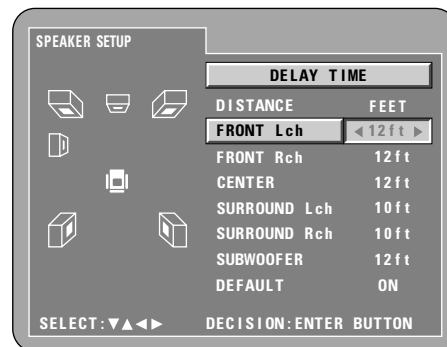 SPEAKER SETUP
DELAY TIME
DISTANCE FEET
FRONT Lch ◀12ft▶
FRONT Rch 12ft
CENTER 12ft
SURROUND Lch 10ft
SURROUND Rch 10ft
SUBWOOFER 12ft
DEFAULT ON
SELECT:▼▲◀▶ DECISION:ENTER BUTTON